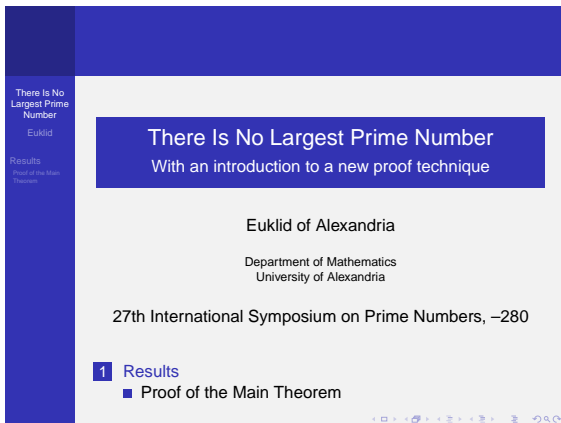 There Is No
Largest Prime
Number
Euklid
Results
Proof of the Main
Theorem
There Is No Largest Prime Number
With an introduction to a new proof technique
Euklid of Alexandria
Department of Mathematics
University of Alexandria
27th International Symposium on Prime Numbers, –280
1 Results
Proof of the Main Theorem